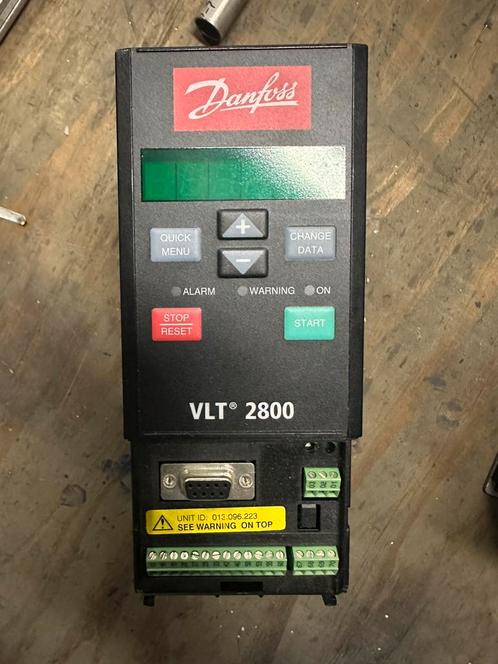 Danfoss
QUICK
MENU
+
CHANGE
DATA
−
ALARM
WARNING
ON
STOP
RESET
START
VLT® 2800
UNIT ID: 013.096.223
SEE WARNING ON TOP